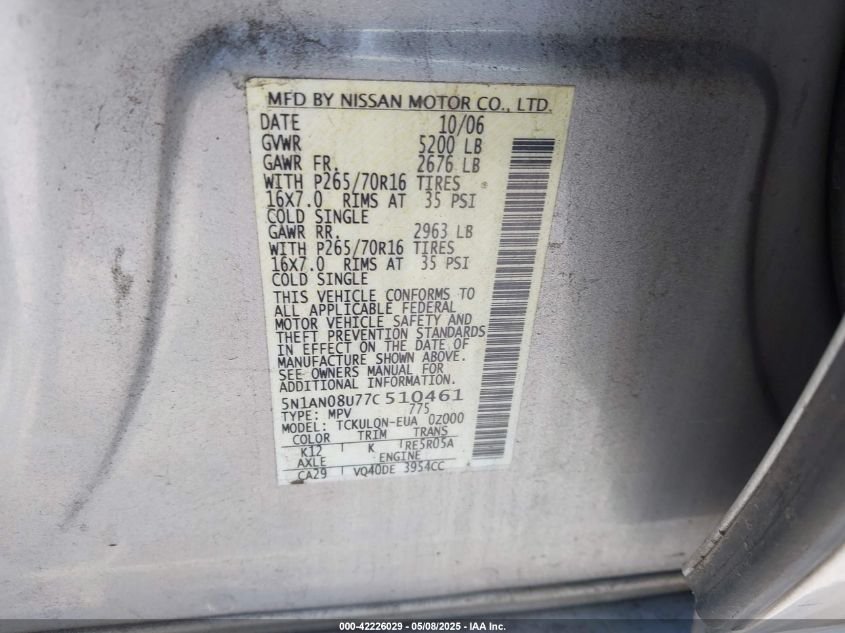 MFD BY NISSAN MOTOR CO., LTD.
DATE 10/06
GVWR 5200 LB
GAWR FR. 2676 LB
WITH P265/70R16 TIRES
16X7.0 RIMS AT 35 PSI
COLD SINGLE
GAWR RR. 2963 LB
WITH P265/70R16 TIRES
16X7.0 RIMS AT 35 PSI
COLD SINGLE
THIS VEHICLE CONFORMS TO
ALL APPLICABLE FEDERAL
MOTOR VEHICLE SAFETY AND
THEFT PREVENTION STANDARDS
IN EFFECT ON THE DATE OF
MANUFACTURE SHOWN ABOVE.
SEE OWNERS MANUAL FOR
ADDITIONAL INFORMATION.
5N1AN08U77C510461
TYPE: MPV 775
MODEL: TCKULQN-EUA 0Z000
COLOR TRIM TRANS
K12 K RE5R05A
AXLE ENGINE
CA29 VQ40DE 3954CC
000-42226029 - 05/08/2025 - IAA Inc.